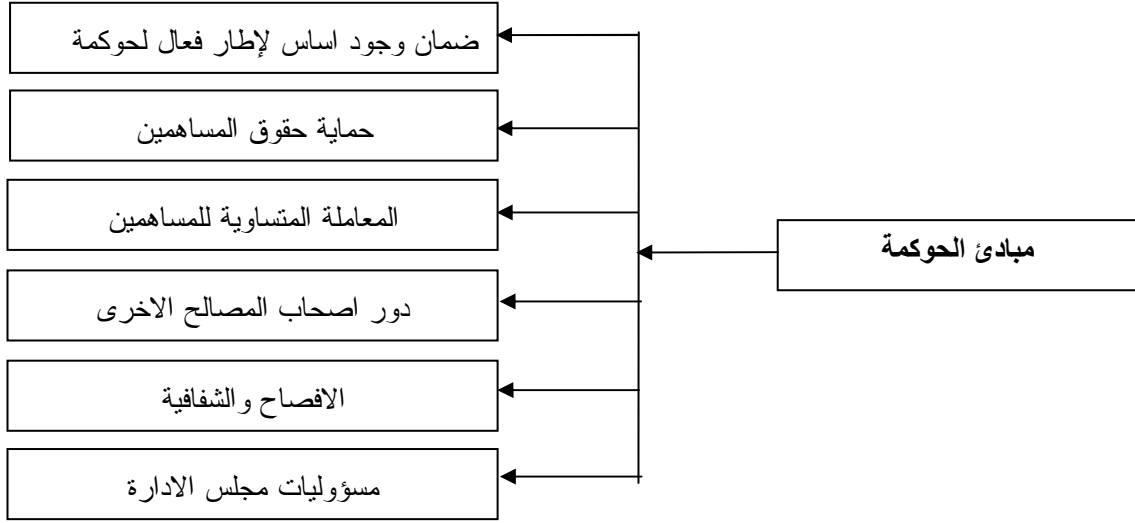 مبادئ الحوكمة
ضمان وجود اساس لإطار فعال لحوكمة
حماية حقوق المساهمين
المعاملة المتساوية للمساهمين
دور اصحاب المصالح الاخرى
الافصاح والشفافية
مسؤوليات مجلس الادارة